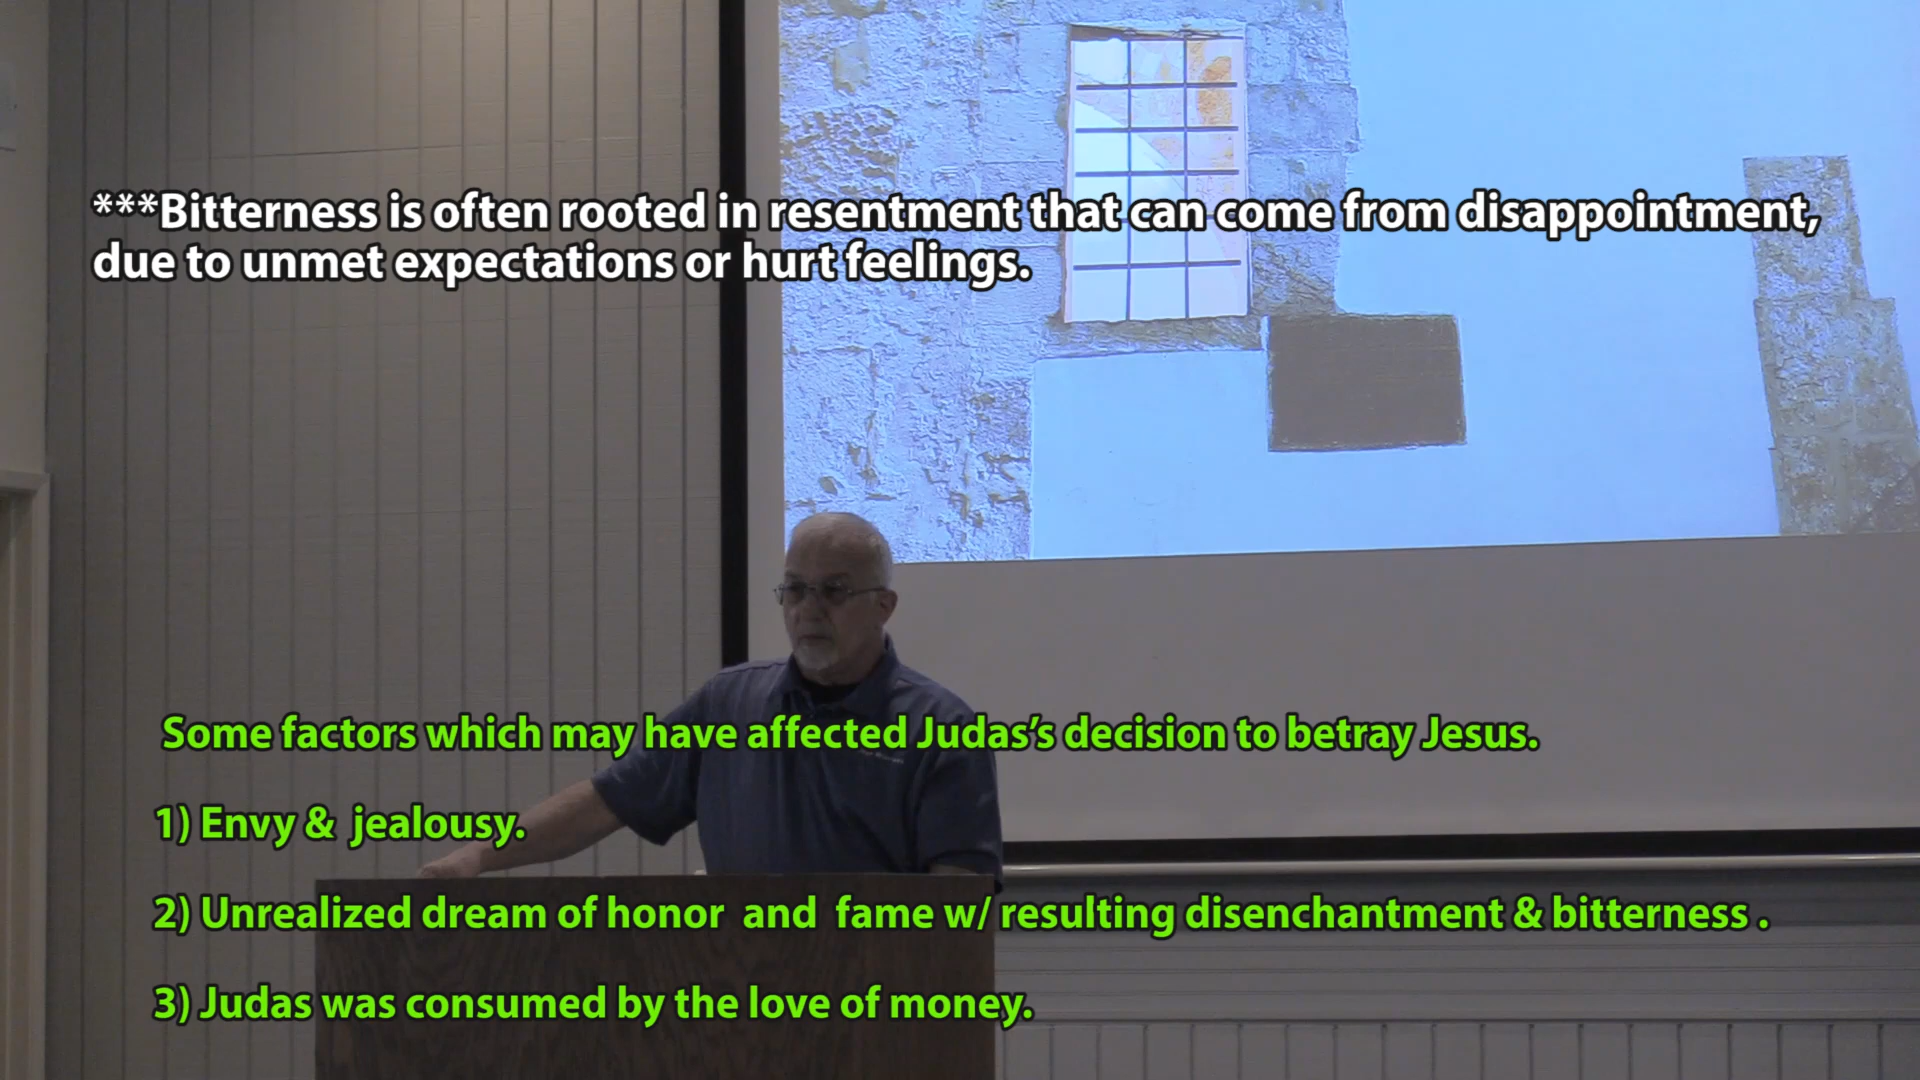 ***Bitterness is often rooted in resentment that can come from disappointment,
due to unmet expectations or hurt feelings.
Some factors which may have affected Judas's decision to betray Jesus.
1) Envy & jealousy.
2) Unrealized dream of honor and fame w/ resulting disenchantment & bitterness .
3) Judas was consumed by the love of money.